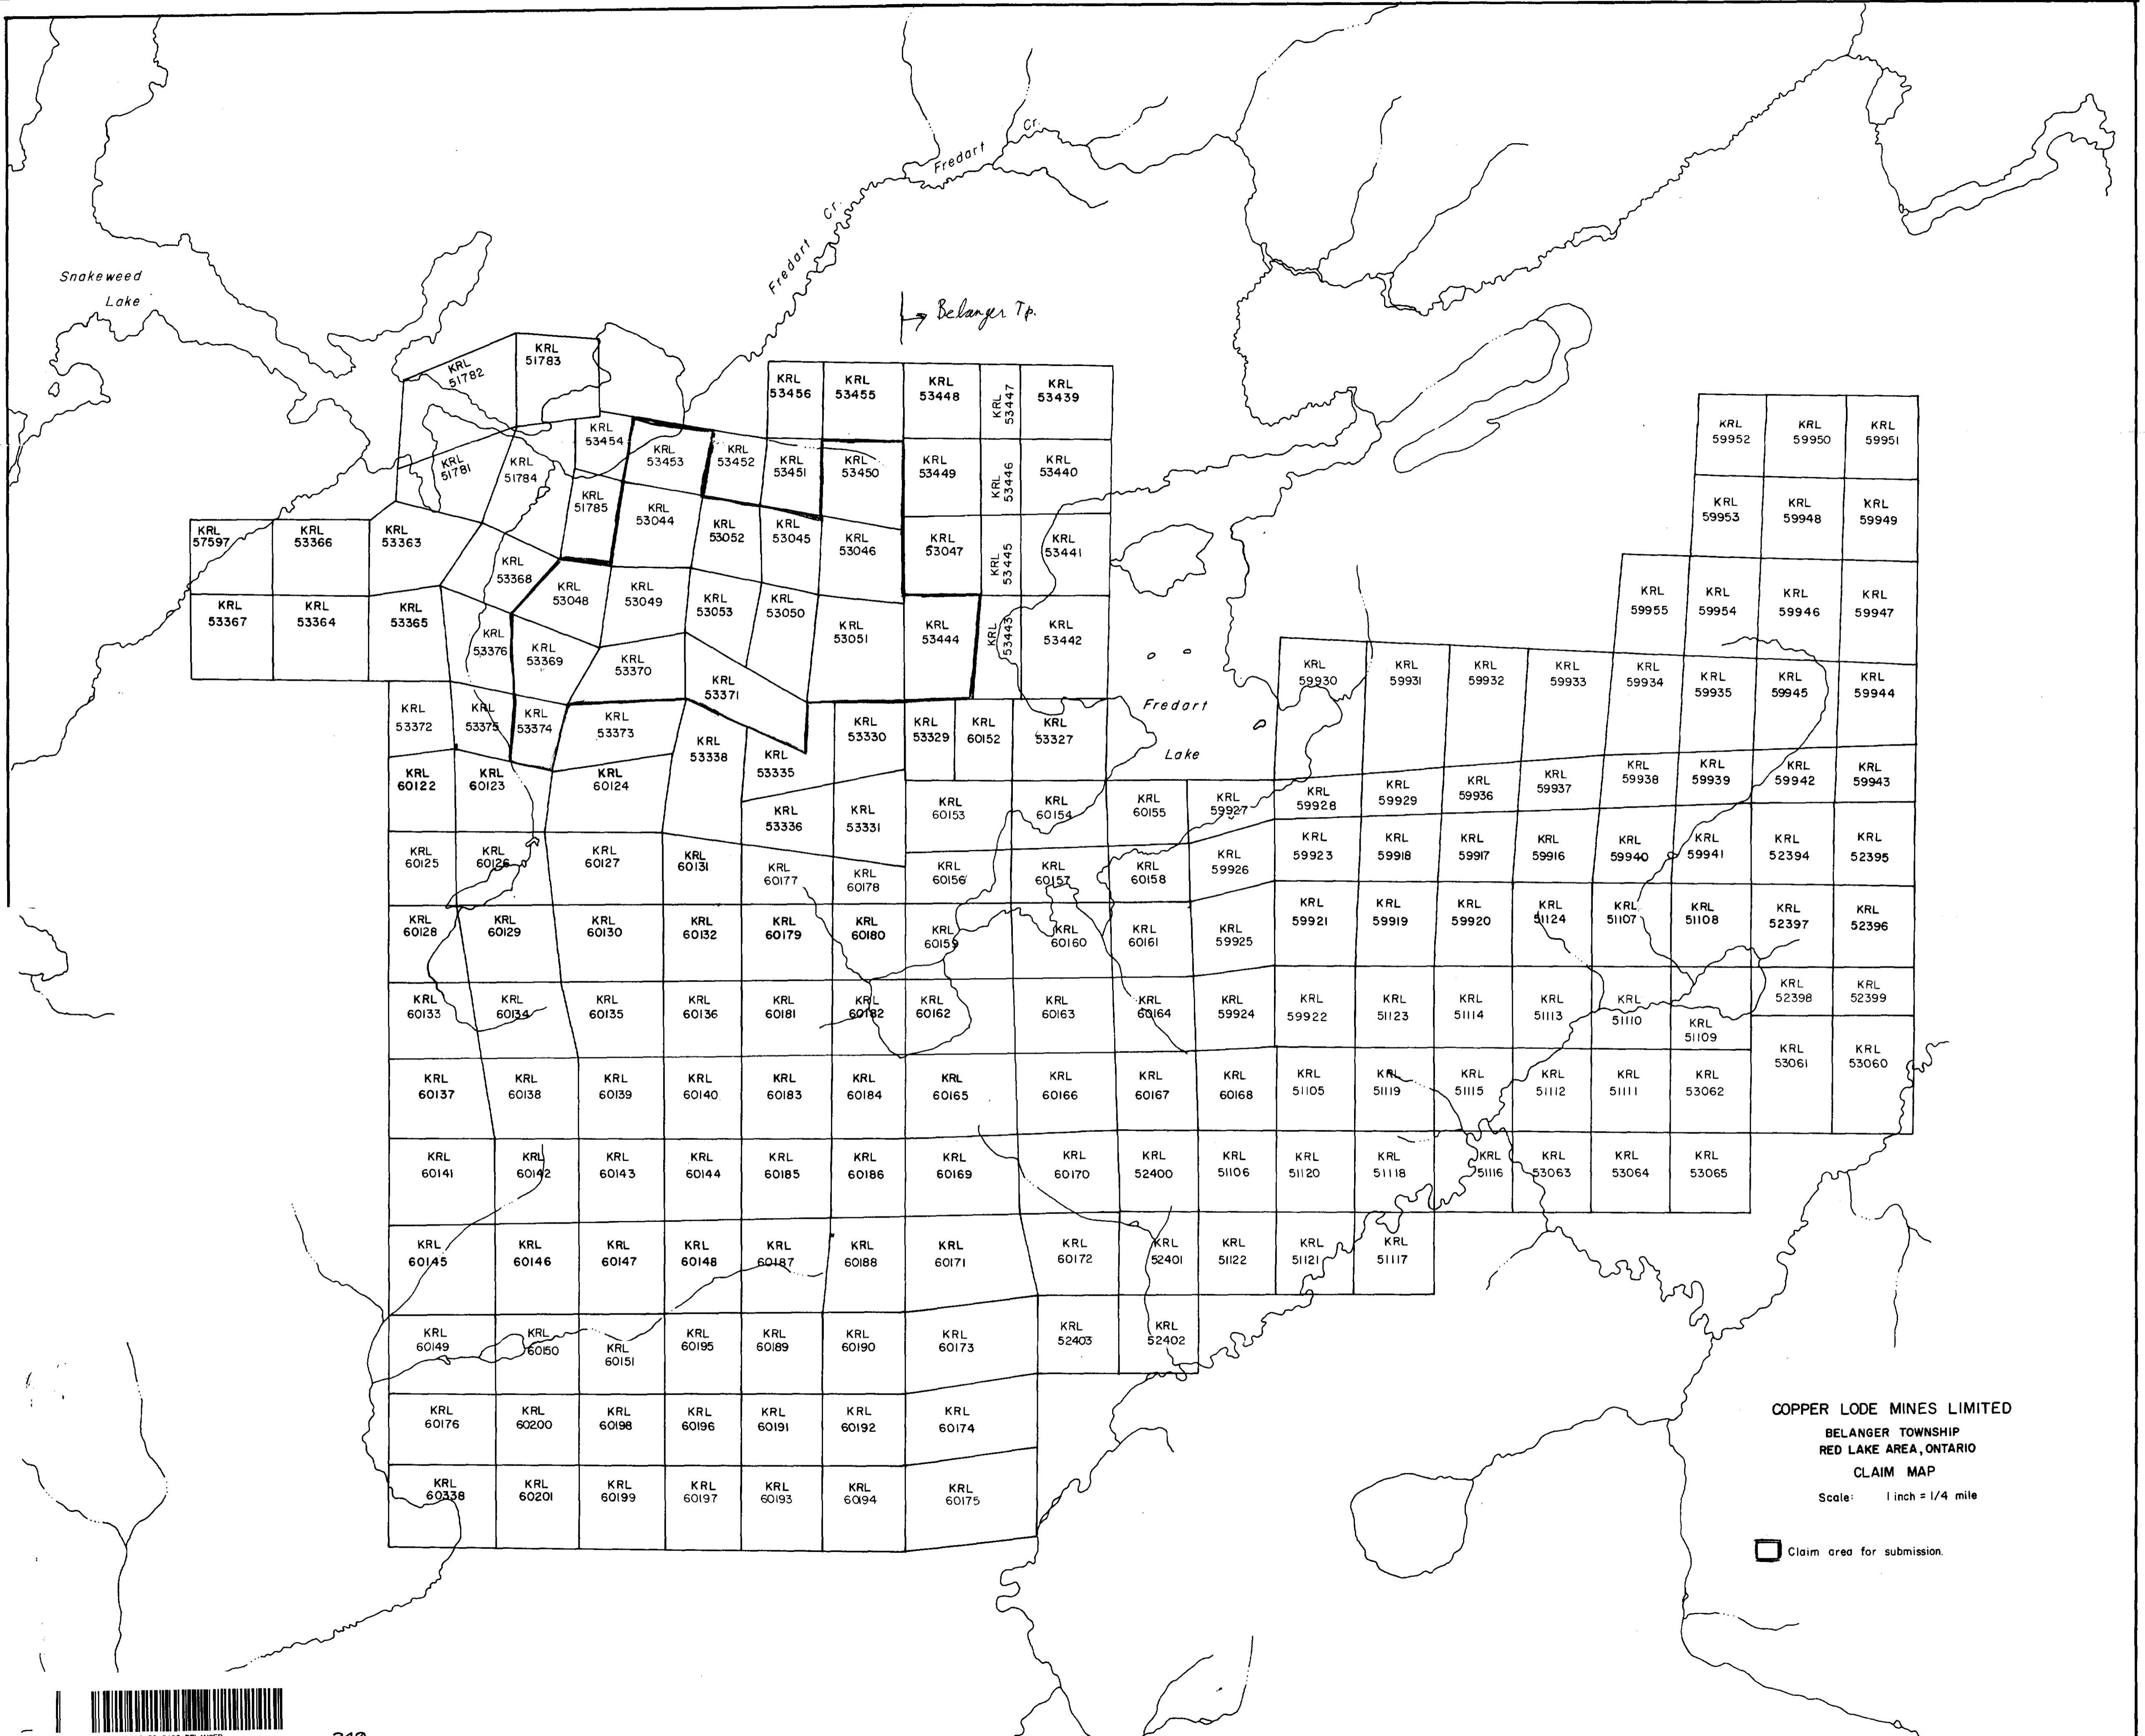 Fredart Cr.
Fredart Cr.
Snakeweed
Lake
Belanger Tp.
KRL
51782
KRL
51783
KRL
53456
KRL
53455
KRL
53448
KRL
53447
KRL
53439
KRL
59952
KRL
59950
KRL
59951
KRL
51781
KRL
51784
KRL
53454
KRL
53453
KRL
53452
KRL
53451
KRL
53450
KRL
53449
KRL
53446
KRL
53440
KRL
51785
KRL
53044
KRL
53052
KRL
53045
KRL
53046
KRL
53047
KRL
53445
KRL
53441
KRL
59953
KRL
59948
KRL
59949
KRL
57597
KRL
53366
KRL
53363
KRL
53368
KRL
53048
KRL
53049
KRL
53053
KRL
53050
KRL
53051
KRL
53444
KRL
53443
KRL
53442
KRL
59955
KRL
59954
KRL
59946
KRL
59947
KRL
53367
KRL
53364
KRL
53365
KRL
53376
KRL
53369
KRL
53370
KRL
53371
KRL
59930
KRL
59931
KRL
59932
KRL
59933
KRL
59934
KRL
59935
KRL
59945
KRL
59944
KRL
53372
KRL
53375
KRL
53374
KRL
53373
KRL
53338
KRL
53335
KRL
53330
KRL
53329
KRL
60152
KRL
53327
Fredart
Lake
KRL
60122
KRL
60123
KRL
60124
KRL
53336
KRL
53331
KRL
60153
KRL
60154
KRL
60155
KRL
59927
KRL
59928
KRL
59929
KRL
59936
KRL
59937
KRL
59938
KRL
59939
KRL
59942
KRL
59943
KRL
60125
KRL
60126
KRL
60127
KRL
60131
KRL
60177
KRL
60178
KRL
60156
KRL
60157
KRL
60158
KRL
59926
KRL
59923
KRL
59918
KRL
59917
KRL
59916
KRL
59940
KRL
59941
KRL
52394
KRL
52395
KRL
60128
KRL
60129
KRL
60130
KRL
60132
KRL
60179
KRL
60180
KRL
60159
KRL
60160
KRL
60161
KRL
59925
KRL
59921
KRL
59919
KRL
59920
KRL
51124
KRL
51107
KRL
51108
KRL
52397
KRL
52396
KRL
60133
KRL
60134
KRL
60135
KRL
60136
KRL
60181
KRL
60182
KRL
60162
KRL
60163
KRL
60164
KRL
59924
KRL
59922
KRL
51123
KRL
51114
KRL
51113
KRL
51110
KRL
51109
KRL
52398
KRL
52399
KRL
60137
KRL
60138
KRL
60139
KRL
60140
KRL
60183
KRL
60184
KRL
60165
KRL
60166
KRL
60167
KRL
60168
KRL
51105
KRL
51119
KRL
51115
KRL
51112
KRL
51111
KRL
53062
KRL
53061
KRL
53060
KRL
60141
KRL
60142
KRL
60143
KRL
60144
KRL
60185
KRL
60186
KRL
60169
KRL
60170
KRL
52400
KRL
51106
KRL
51120
KRL
51118
KRL
51116
KRL
53063
KRL
53064
KRL
53065
KRL
60145
KRL
60146
KRL
60147
KRL
60148
KRL
60187
KRL
60188
KRL
60171
KRL
60172
KRL
52401
KRL
51122
KRL
51121
KRL
51117
KRL
60149
KRL
60150
KRL
60151
KRL
60195
KRL
60189
KRL
60190
KRL
60173
KRL
52403
KRL
52402
KRL
60176
KRL
60200
KRL
60198
KRL
60196
KRL
60191
KRL
60192
KRL
60174
KRL
60338
KRL
60201
KRL
60199
KRL
60197
KRL
60193
KRL
60194
KRL
60175
COPPER LODE MINES LIMITED
BELANGER TOWNSHIP
RED LAKE AREA, ONTARIO
CLAIM MAP
Scale: 1 inch = 1/4 mile
Claim area for submission.